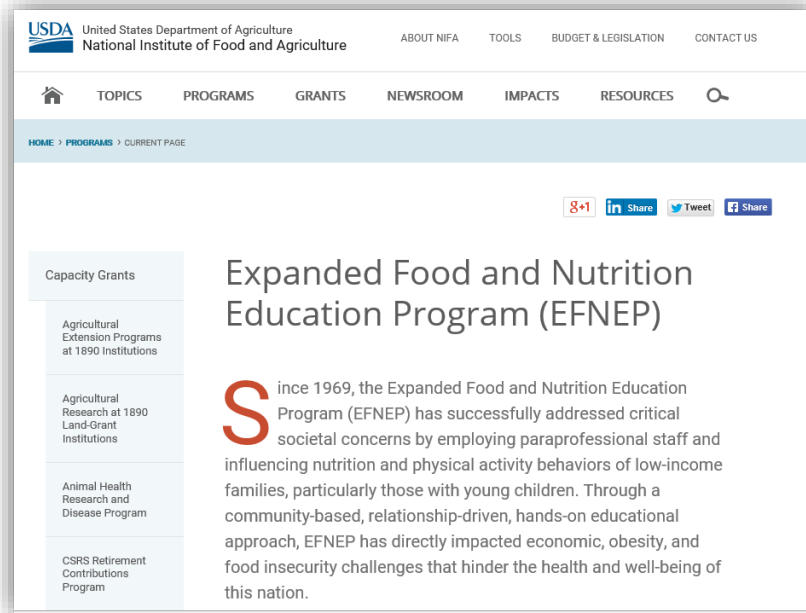 USDA United States Department of Agriculture
National Institute of Food and Agriculture
ABOUT NIFA TOOLS BUDGET & LEGISLATION CONTACT US
TOPICS PROGRAMS GRANTS NEWSROOM IMPACTS RESOURCES
HOME > PROGRAMS > CURRENT PAGE
g+1 in Share Tweet f Share
Capacity Grants
Agricultural
Extension Programs
at 1890 Institutions
Agricultural
Research at 1890
Land-Grant
Institutions
Animal Health
Research and
Disease Program
CSRS Retirement
Contributions
Program
Expanded Food and Nutrition
Education Program (EFNEP)
Since 1969, the Expanded Food and Nutrition Education
Program (EFNEP) has successfully addressed critical
societal concerns by employing paraprofessional staff and
influencing nutrition and physical activity behaviors of low-income
families, particularly those with young children. Through a
community-based, relationship-driven, hands-on educational
approach, EFNEP has directly impacted economic, obesity, and
food insecurity challenges that hinder the health and well-being of
this nation.